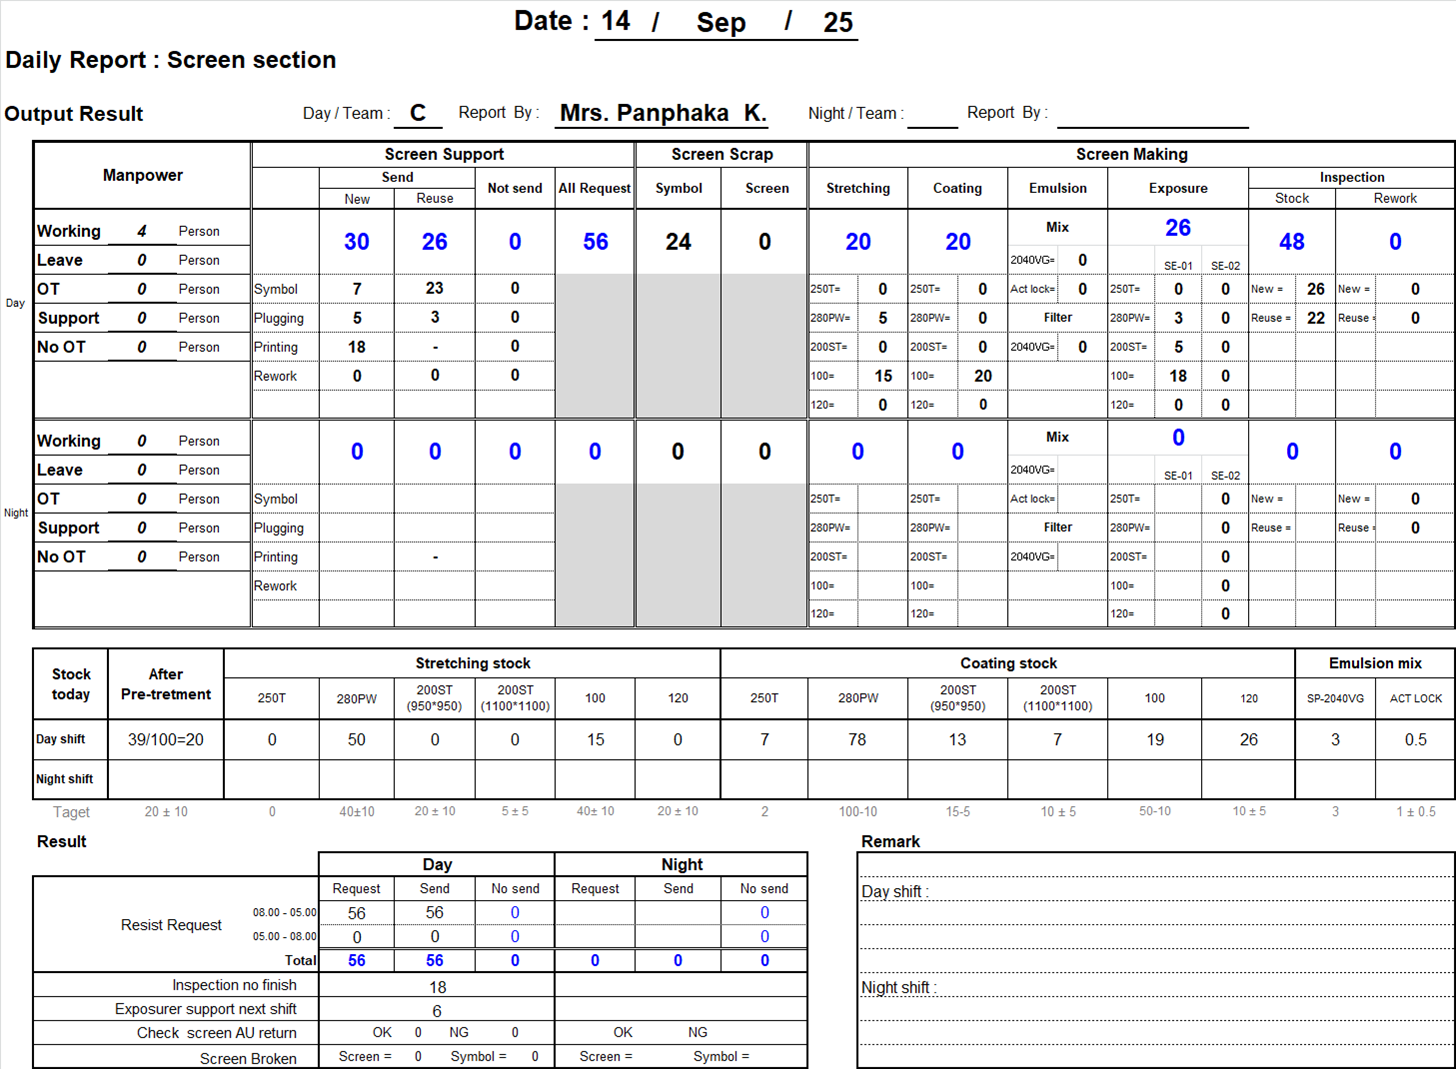 Date : 14 / Sep / 25
Daily Report : Screen section
Output Result Day / Team : C Report By : Mrs. Panphaka K. Night / Team : Report By :
Manpower Screen Support Screen Scrap Screen Making
Send Not send All Request Symbol Screen Stretching Coating Emulsion Exposure Inspection
New Reuse Stock Rework
Day
Working 4 Person 30 26 0 56 24 0 20 20 Mix 26 48 0
Leave 0 Person 2040VG= 0 SE-01 SE-02
OT 0 Person Symbol 7 23 0 250T= 0 250T= 0 Act lock= 0 250T= 0 0 New = 26 New = 0
Support 0 Person Plugging 5 3 0 280PW= 5 280PW= 0 Filter 280PW= 3 0 Reuse = 22 Reuse = 0
No OT 0 Person Printing 18 - 0 200ST= 0 200ST= 0 2040VG= 0 200ST= 5 0
Rework 0 0 0 100= 15 100= 20 100= 18 0
120= 0 120= 0 120= 0 0
Night
Working 0 Person 0 0 0 0 0 0 0 0 Mix 0 0 0
Leave 0 Person 2040VG= SE-01 SE-02
OT 0 Person Symbol 250T= 250T= Act lock= 250T= 0 New = New = 0
Support 0 Person Plugging 280PW= 280PW= Filter 280PW= 0 Reuse = Reuse = 0
No OT 0 Person Printing - 200ST= 200ST= 2040VG= 200ST= 0
Rework 100= 100= 100= 0
120= 120= 120= 0
Stock today After Pre-tretment Stretching stock Coating stock Emulsion mix
250T 280PW 200ST (950*950) 200ST (1100*1100) 100 120 250T 280PW 200ST (950*950) 200ST (1100*1100) 100 120 SP-2040VG ACT LOCK
Day shift 39/100=20 0 50 0 0 15 0 7 78 13 7 19 26 3 0.5
Night shift
Taget 20 ± 10 0 40±10 20 ± 10 5 ± 5 40± 10 20 ± 10 2 100-10 15-5 10 ± 5 50-10 10 ± 5 3 1 ± 0.5
Result Remark
Day Night
Request Send No send Request Send No send
Day shift :
Resist Request 08.00 - 05.00 56 56 0 0
05.00 - 08.00 0 0 0 0
Total 56 56 0 0 0 0
Inspection no finish 18
Night shift :
Exposurer support next shift 6
Check screen AU return OK 0 NG 0 OK NG
Screen Broken Screen = 0 Symbol = 0 Screen = Symbol =